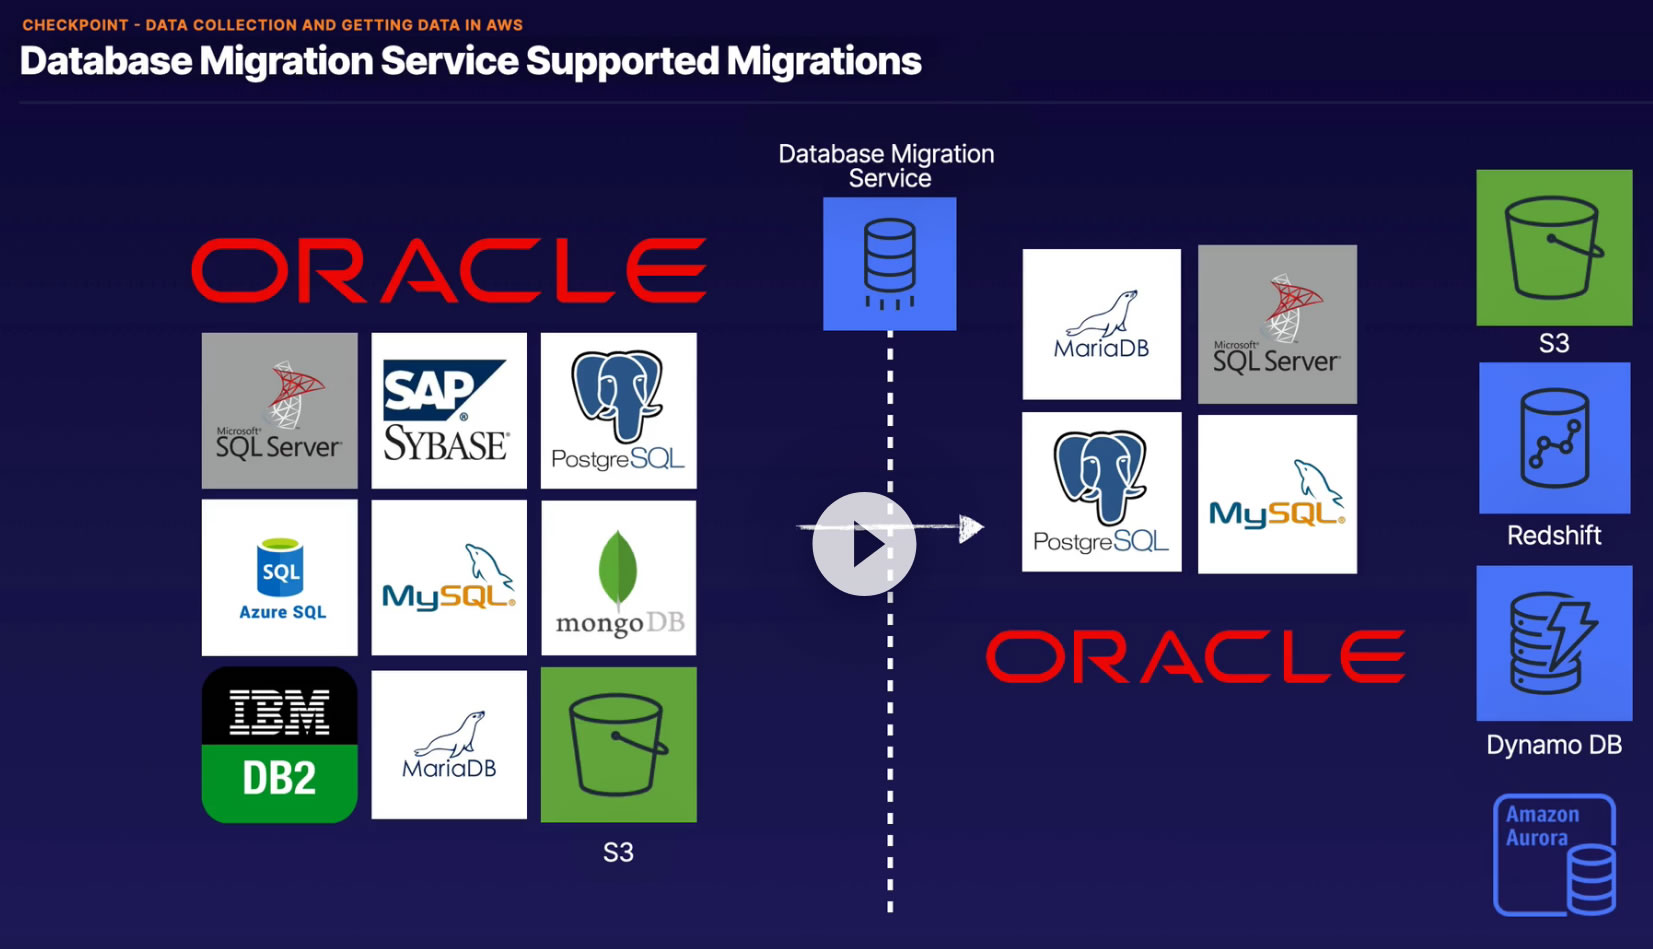 CHECKPOINT - DATA COLLECTION AND GETTING DATA IN AWS
Database Migration Service Supported Migrations
Database Migration
Service
ORACLE
Microsoft®
SQL Server®
SAP®
SYBASE®
PostgreSQL
SQL
Azure SQL
MySQL®
mongoDB
IBM
DB2
MariaDB
S3
MariaDB
Microsoft®
SQL Server®
PostgreSQL
MySQL®
ORACLE
S3
Redshift
Dynamo DB
Amazon
Aurora